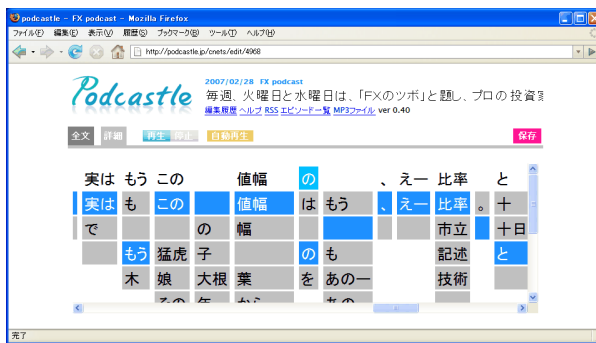 podcastle - FX podcast - Mozilla Firefox
ファイル(F) 編集(E) 表示(V) 履歴(S) ブックマーク(B) ツール(T) ヘルプ(H)
http://podcastle.jp/cnets/edit/4968
Podcastle
2007/02/28 FX podcast
毎週、火曜日と水曜日は、「FXのツボ」と題し、プロの投資家
編集履歴 ヘルプ RSS エピソード一覧 MP3ファイル ver 0.40
全文 詳細 再生 停止 自動再生 保存
実は もう この 値幅 の 、 えー 比率 と
実は も この 値幅 は もう 、 えー 比率 。 十
で の 幅 市立 十日
もう 猛虎 子 の も 記述 と
木 娘 大根 葉 を あのー 技術
その 年 から あの
完了